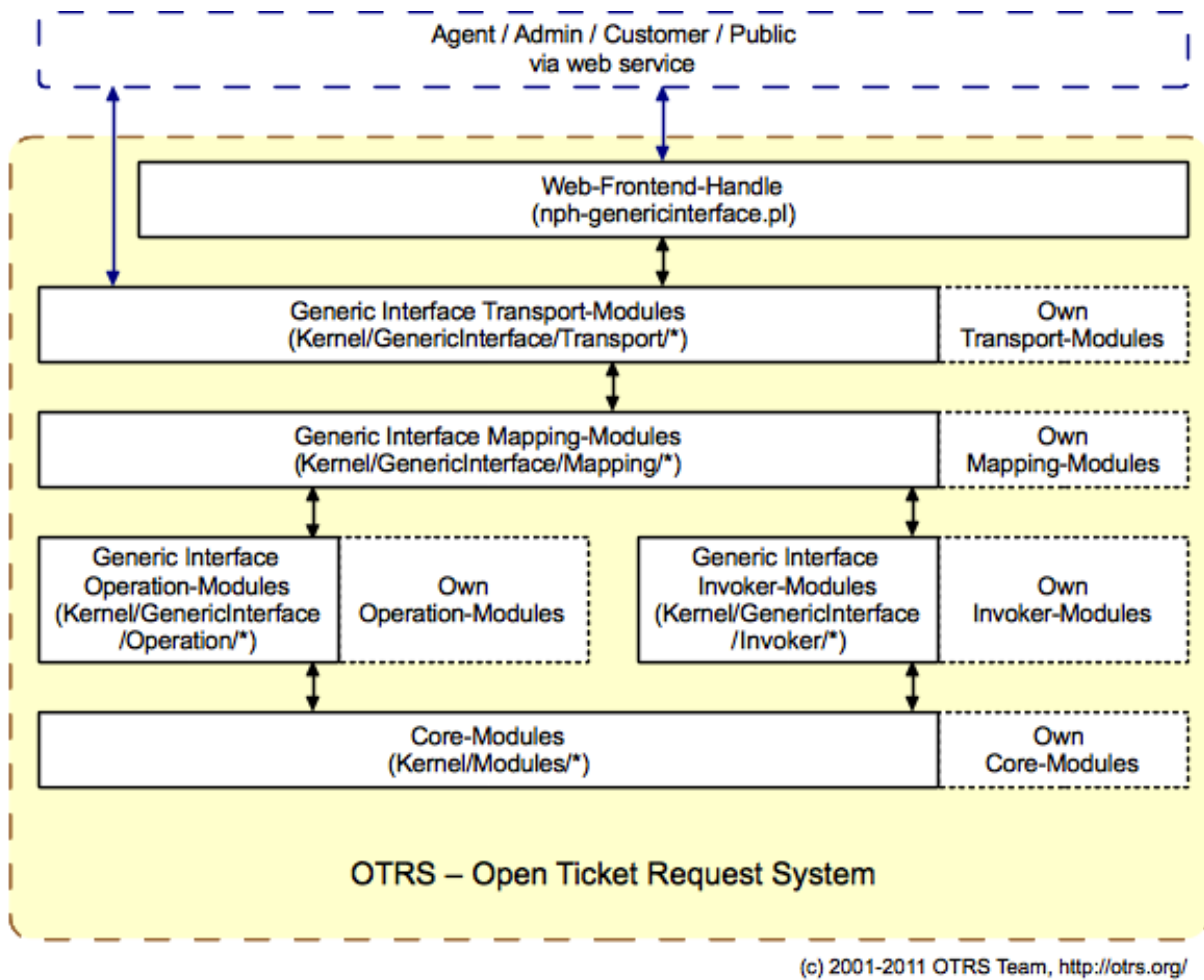 Agent / Admin / Customer / Public
via web service
Web-Frontend-Handle
(nph-genericinterface.pl)
Generic Interface Transport-Modules
(Kernel/GenericInterface/Transport/*)
Own
Transport-Modules
Generic Interface Mapping-Modules
(Kernel/GenericInterface/Mapping/*)
Own
Mapping-Modules
Generic Interface
Operation-Modules
(Kernel/GenericInterface
/Operation/*)
Own
Operation-Modules
Generic Interface
Invoker-Modules
(Kernel/GenericInterface
/Invoker/*)
Own
Invoker-Modules
Core-Modules
(Kernel/Modules/*)
Own
Core-Modules
OTRS – Open Ticket Request System
(c) 2001-2011 OTRS Team, http://otrs.org/